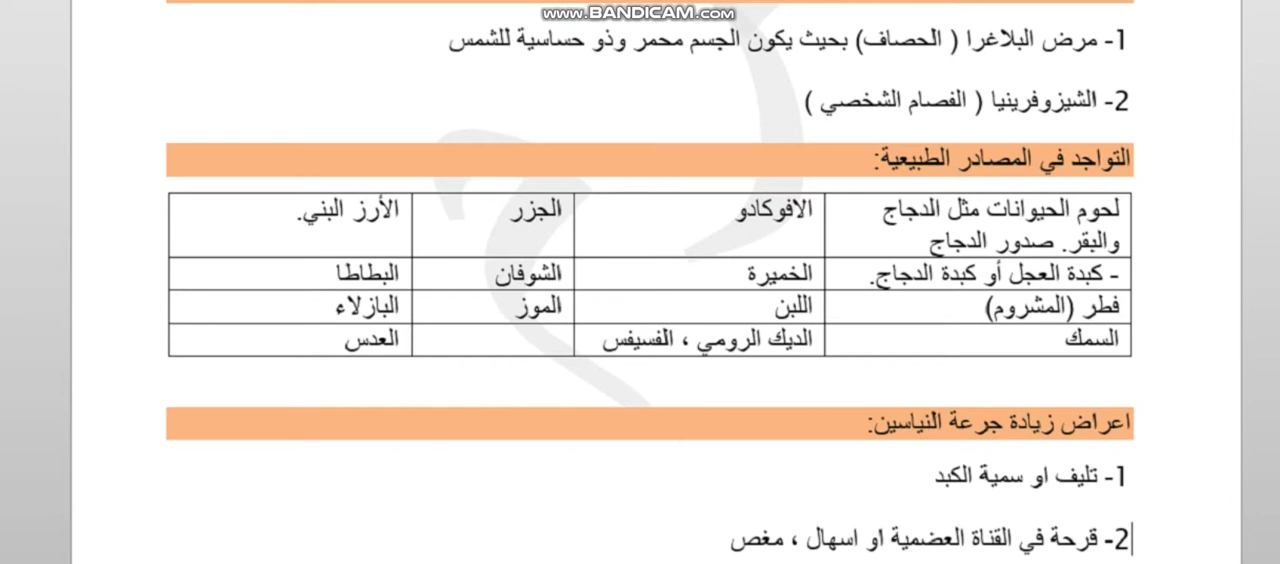 www.BANDICAM.com
1- مرض البلاغرا ( الحصاف) بحيث يكون الجسم محمر وذو حساسية للشمس
2- الشيزوفرينيا ( الفصام الشخصي )
التواجد في المصادر الطبيعية:
لحوم الحيوانات مثل الدجاج والبقر. صدور الدجاج	الافوكادو	الجزر	الأرز البني.
- كبدة العجل أو كبدة الدجاج.	الخميرة	الشوفان	البطاطا
فطر (المشروم)	اللبن	الموز	البازلاء
السمك	الديك الرومي ، الفسيفس		العدس
اعراض زيادة جرعة النياسين:
1- تليف او سمية الكبد
2- قرحة في القناة العضمية او اسهال ، مغص